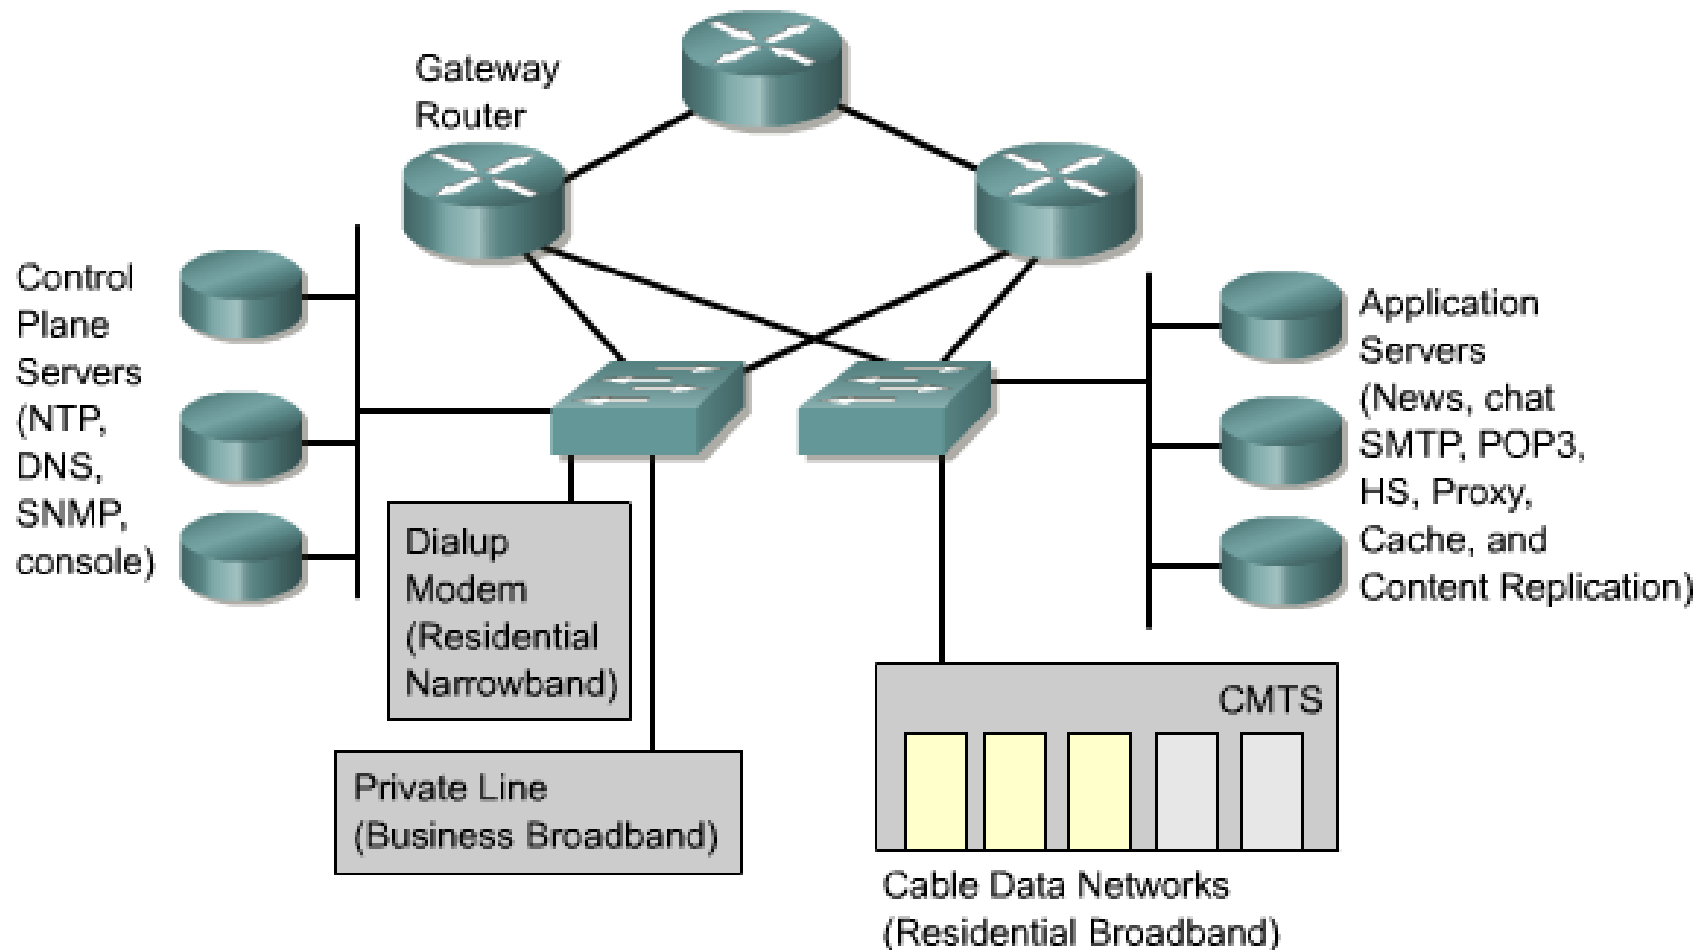 Gateway
Router
Control
Plane
Servers
(NTP,
DNS,
SNMP,
console)
Application
Servers
(News, chat
SMTP, POP3,
HS, Proxy,
Cache, and
Content Replication)
Dialup
Modem
(Residential
Narrowband)
Private Line
(Business Broadband)
CMTS
Cable Data Networks
(Residential Broadband)